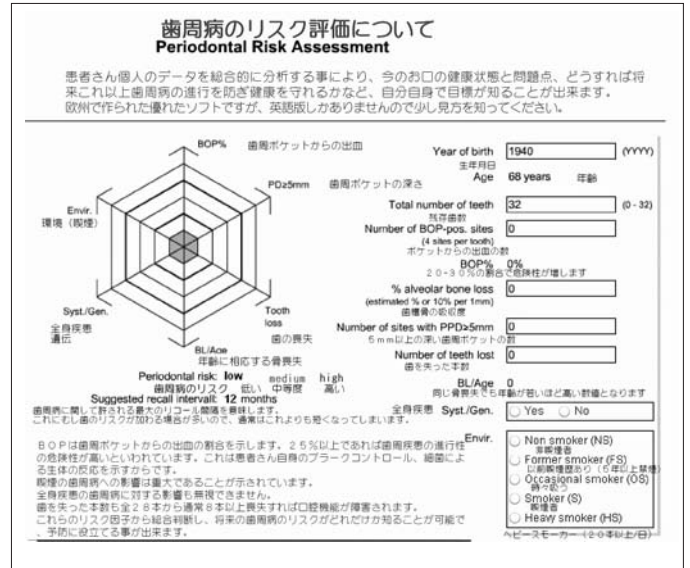 歯周病のリスク評価について
Periodontal Risk Assessment
患者さん個人のデータを総合的に分析する事により、今のお口の健康状態と問題点、どうすれば将
来これ以上歯周病の進行を防ぎ健康を守れるかなど、自分自身で目標が知ることが出来ます。
欧州で作られた優れたソフトですが、英語版しかありませんので少し見方を知ってください。
BOP% 歯周ポケットからの出血
PD≥5mm 歯周ポケットの深さ
Envir.
環境（喫煙）
Syst./Gen.
全身疾患
遺伝
Tooth
loss
歯の喪失
BL/Age
年齢に相応する骨喪失
Periodontal risk: low medium high
歯周病のリスク 低い 中等度 高い
Suggested recall intervall: 12 months
歯周病に関して許される最大のリコール間隔を意味します。
これにもし歯のリスクが加わる場合が多いので、通常はこれよりも短くなってしまいます。
Year of birth 1940 (YYYY)
生年月日
Age 68 years 年齢
Total number of teeth 32 (0 - 32)
残存歯数
Number of BOP-pos. sites 0
(4 sites per tooth)
ポケットからの出血の数
BOP% 0%
20-30%の割合で危険性が増します
% alveolar bone loss 0
(estimated % or 10% per 1mm)
歯槽骨の吸収度
Number of sites with PPD≥5mm 0
5mm以上の深い歯周ポケットの数
Number of teeth lost 0
歯を失った本数
BL/Age 0
同じ骨喪失でも年齢が若いほど高い数値となります
全身疾患 Syst./Gen. Yes No
Envir. Non smoker (NS)
非喫煙者
Former smoker (FS)
以前喫煙歴あり（5年以上禁煙）
Occasional smoker (OS)
時々吸う
Smoker (S)
喫煙者
Heavy smoker (HS)
ヘビースモーカー（20本以上/日）
BOPは歯周ポケットからの出血の割合を示します。25%以上であれば歯周疾患の進行性
の危険性が高いといわれています。これは患者さん自身のプラークコントロール、細菌によ
る生体の反応を示すからです。
喫煙の歯周病への影響は重大であることが示されています。
全身疾患の歯周病に対する影響も無視できません。
歯を失った本数も全28本から通常8本以上喪失すれば口腔機能が障害されます。
これらのリスク因子から総合判断し、将来の歯周病のリスクがどれだけか知ることが可能で
、予防に役立てる事が出来ます。